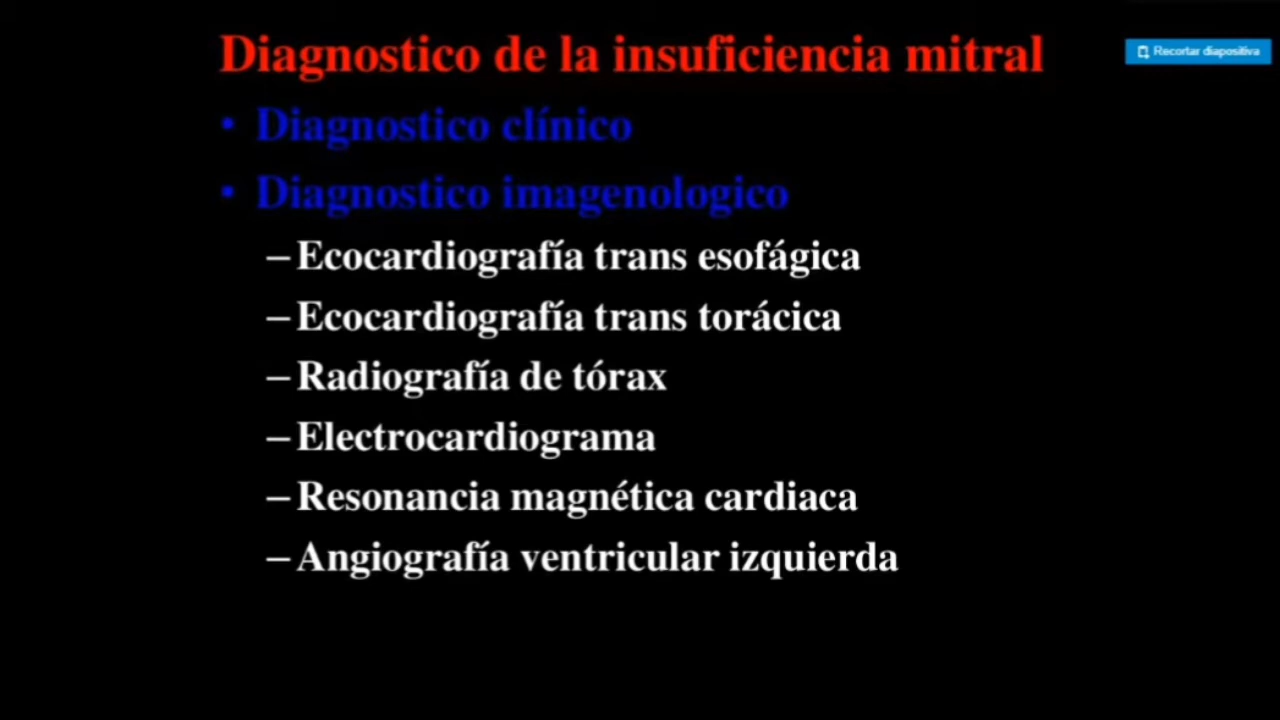 Diagnostico de la insuficiencia mitral
Recortar diapositiva
• Diagnostico clínico
• Diagnostico imagenologico
– Ecocardiografía trans esofágica
– Ecocardiografía trans torácica
– Radiografía de tórax
– Electrocardiograma
– Resonancia magnética cardiaca
– Angiografía ventricular izquierda